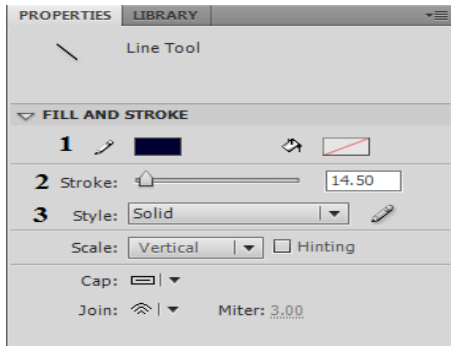 PROPERTIES LIBRARY
Line Tool
FILL AND STROKE
1
2 Stroke: 14.50
3 Style: Solid
Scale: Vertical Hinting
Cap:
Join: Miter: 3.00